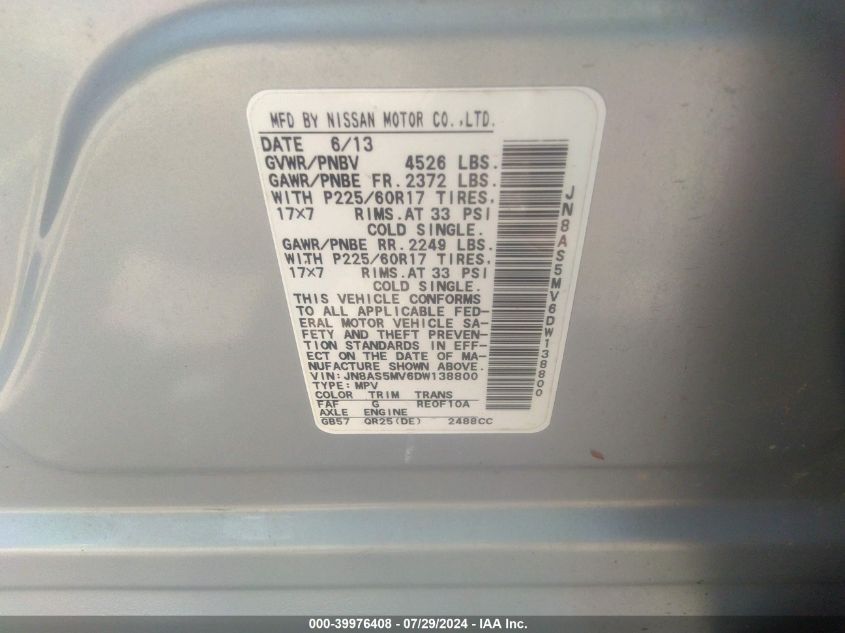 MFD BY NISSAN MOTOR CO.,LTD.
DATE 6/13
GVWR/PNBV 4526 LBS.
GAWR/PNBE FR. 2372 LBS.
WITH P225/60R17 TIRES.
17×7 RIMS.AT 33 PSI
COLD SINGLE.
GAWR/PNBE RR. 2249 LBS.
WITH P225/60R17 TIRES.
17×7 RIMS.AT 33 PSI
COLD SINGLE.
THIS VEHICLE CONFORMS
TO ALL APPLICABLE FED-
ERAL MOTOR VEHICLE SA-
FETY AND THEFT PREVEN-
TION STANDARDS IN EFF-
ECT ON THE DATE OF MA-
NUFACTURE SHOWN ABOVE.
VIN: JN8AS5MV6DW138800
TYPE: MPV
COLOR TRIM TRANS
FAF G RE0F10A
AXLE ENGINE
GB57 QR25(DE) 2488CC
JN8AS5MV6DW138800
000-39976408 - 07/29/2024 - IAA Inc.